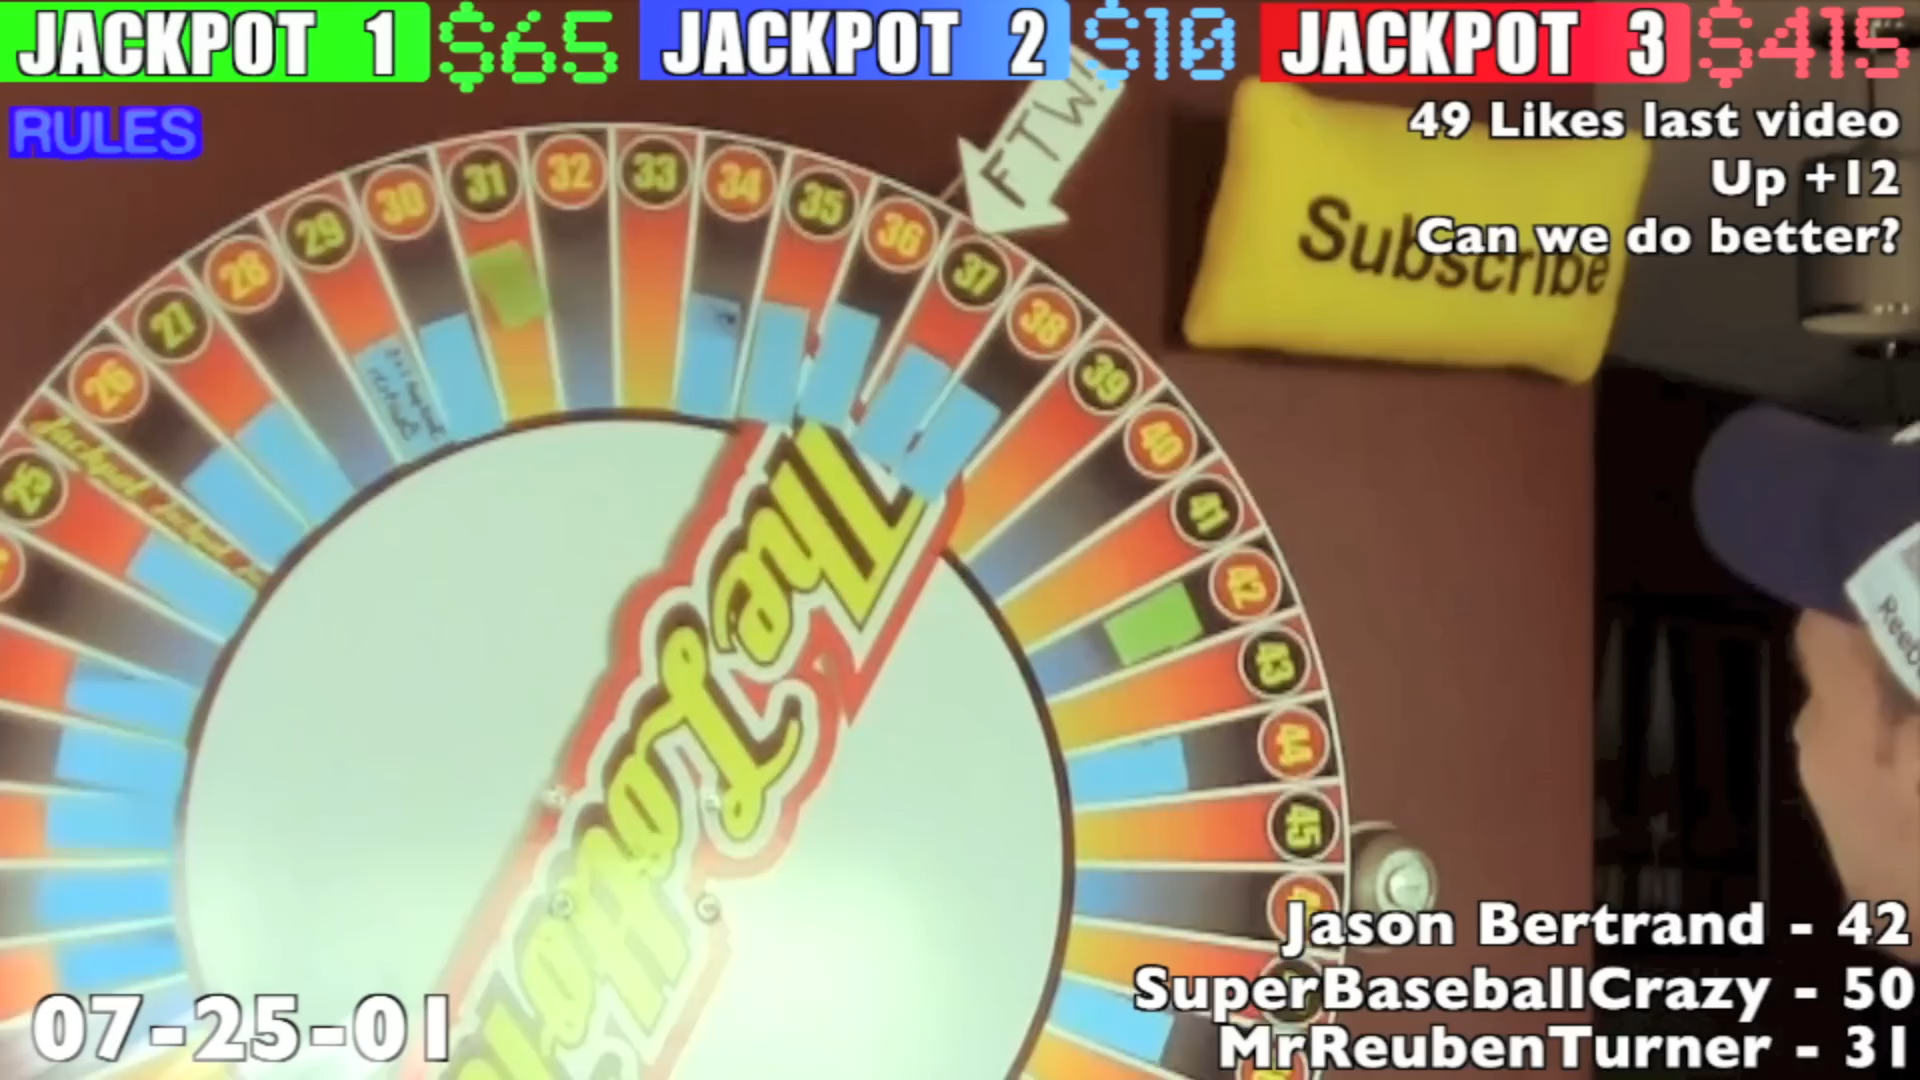 JACKPOT 1 $65 JACKPOT 2 $10 JACKPOT 3 $415
RULES
49 Likes last video
Up +12
Can we do better?
FTW!
Subscribe
25
26
27
28
29
30
31
32
33
34
35
36
37
38
39
40
41
42
43
44
45
Jackpot Jackpot
The
Jason Bertrand - 42
SuperBaseballCrazy - 50
MrReubenTurner - 31
07-25-01